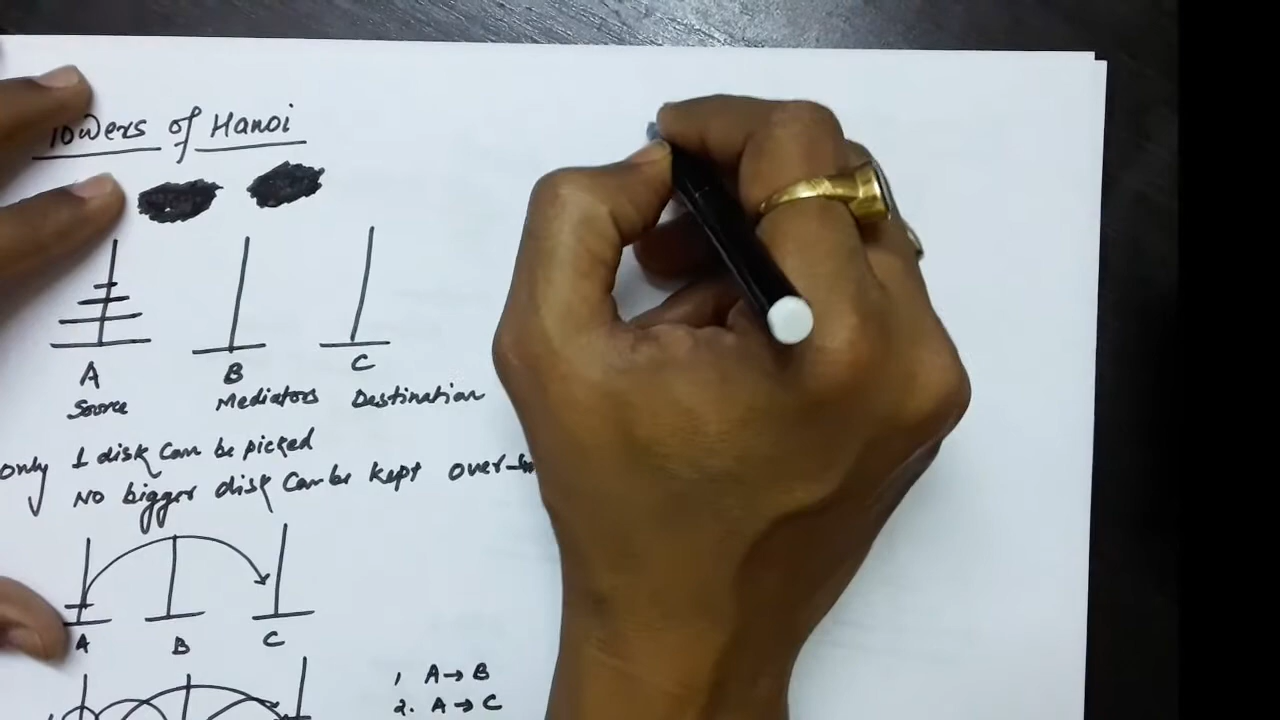 Towers of Hanoi
A B C
Source Mediators Destination
only 1 disk can be picked
NO bigger disk can be kept over
A B C
1. A→B
2. A→C